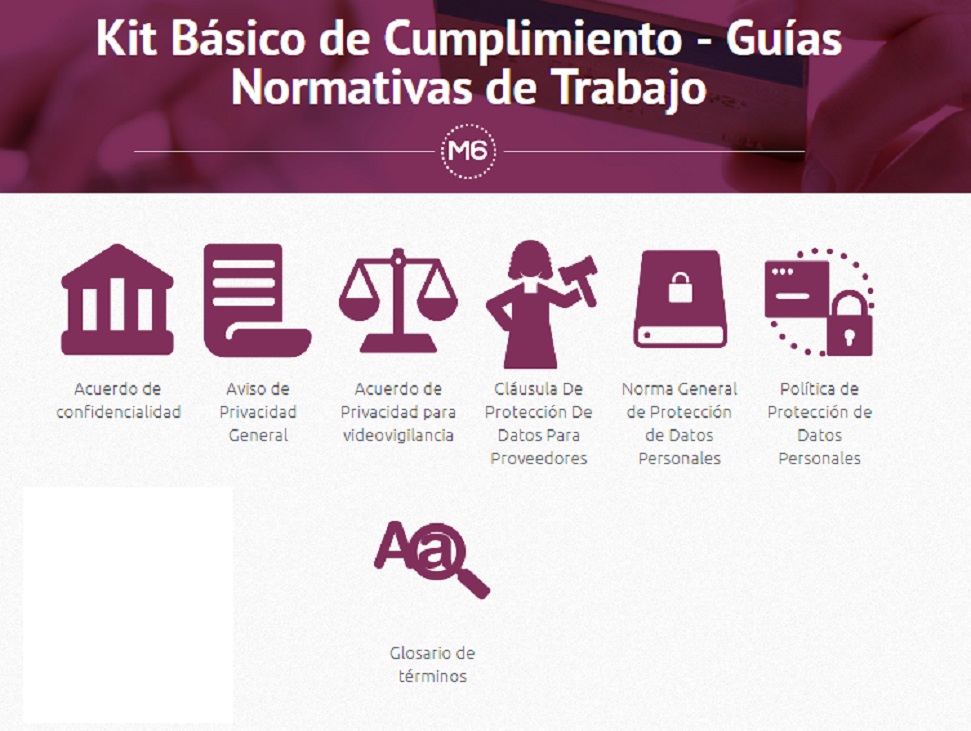 Kit Básico de Cumplimiento - Guías
Normativas de Trabajo
M6
Acuerdo de
confidencialidad
Aviso de
Privacidad
General
Acuerdo de
Privacidad para
videovigilancia
Cláusula De
Protección De
Datos Para
Proveedores
Norma General
de Protección
de Datos
Personales
Política de
Protección de
Datos
Personales
Aa
Glosario de
términos